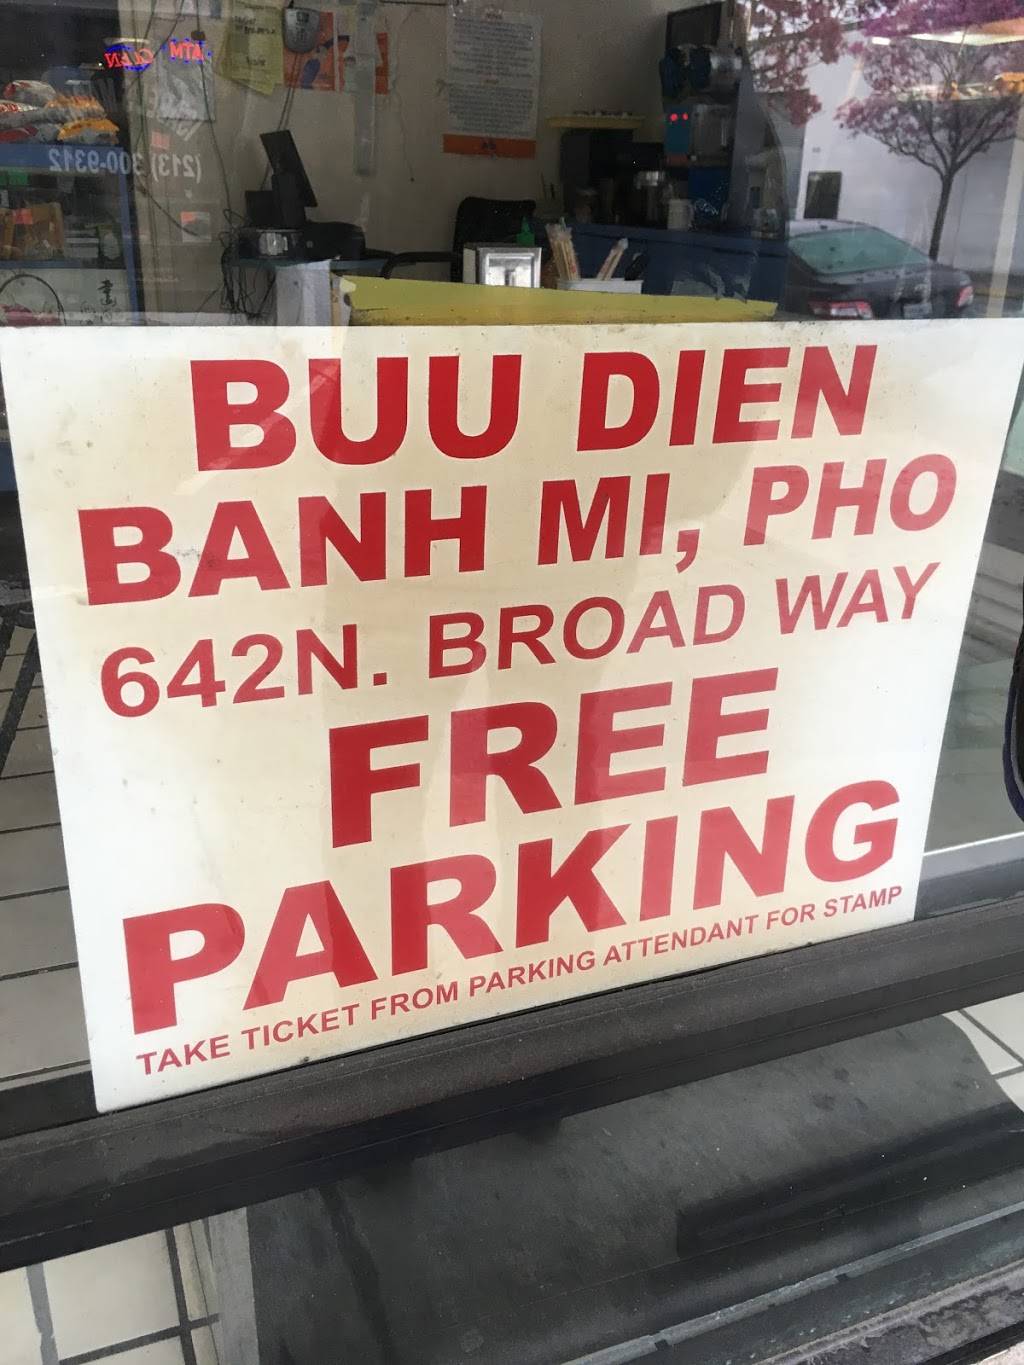 ATM
(213) 300-9312
BUU DIEN
BANH MI, PHO
642N. BROAD WAY
FREE
PARKING
TAKE TICKET FROM PARKING ATTENDANT FOR STAMP